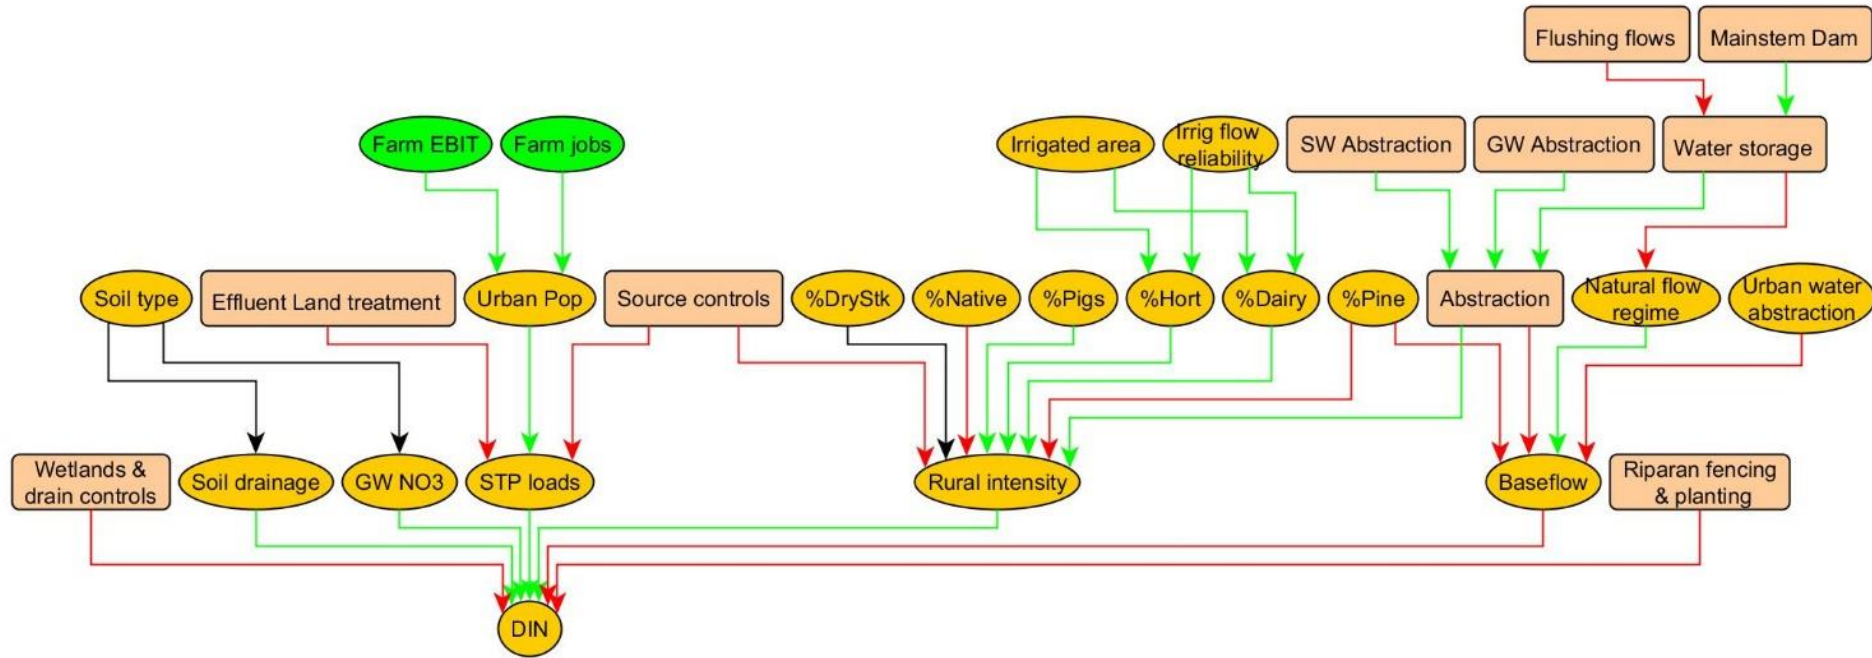 Flushing flows
Mainstem Dam
Farm EBIT
Farm jobs
Irrigated area
Irrig flow
reliability
SW Abstraction
GW Abstraction
Water storage
Soil type
Effluent Land treatment
Urban Pop
Source controls
%DryStk
%Native
%Pigs
%Hort
%Dairy
%Pine
Abstraction
Natural flow
regime
Urban water
abstraction
Wetlands &
drain controls
Soil drainage
GW NO3
STP loads
Rural intensity
Baseflow
Riparan fencing
& planting
DIN